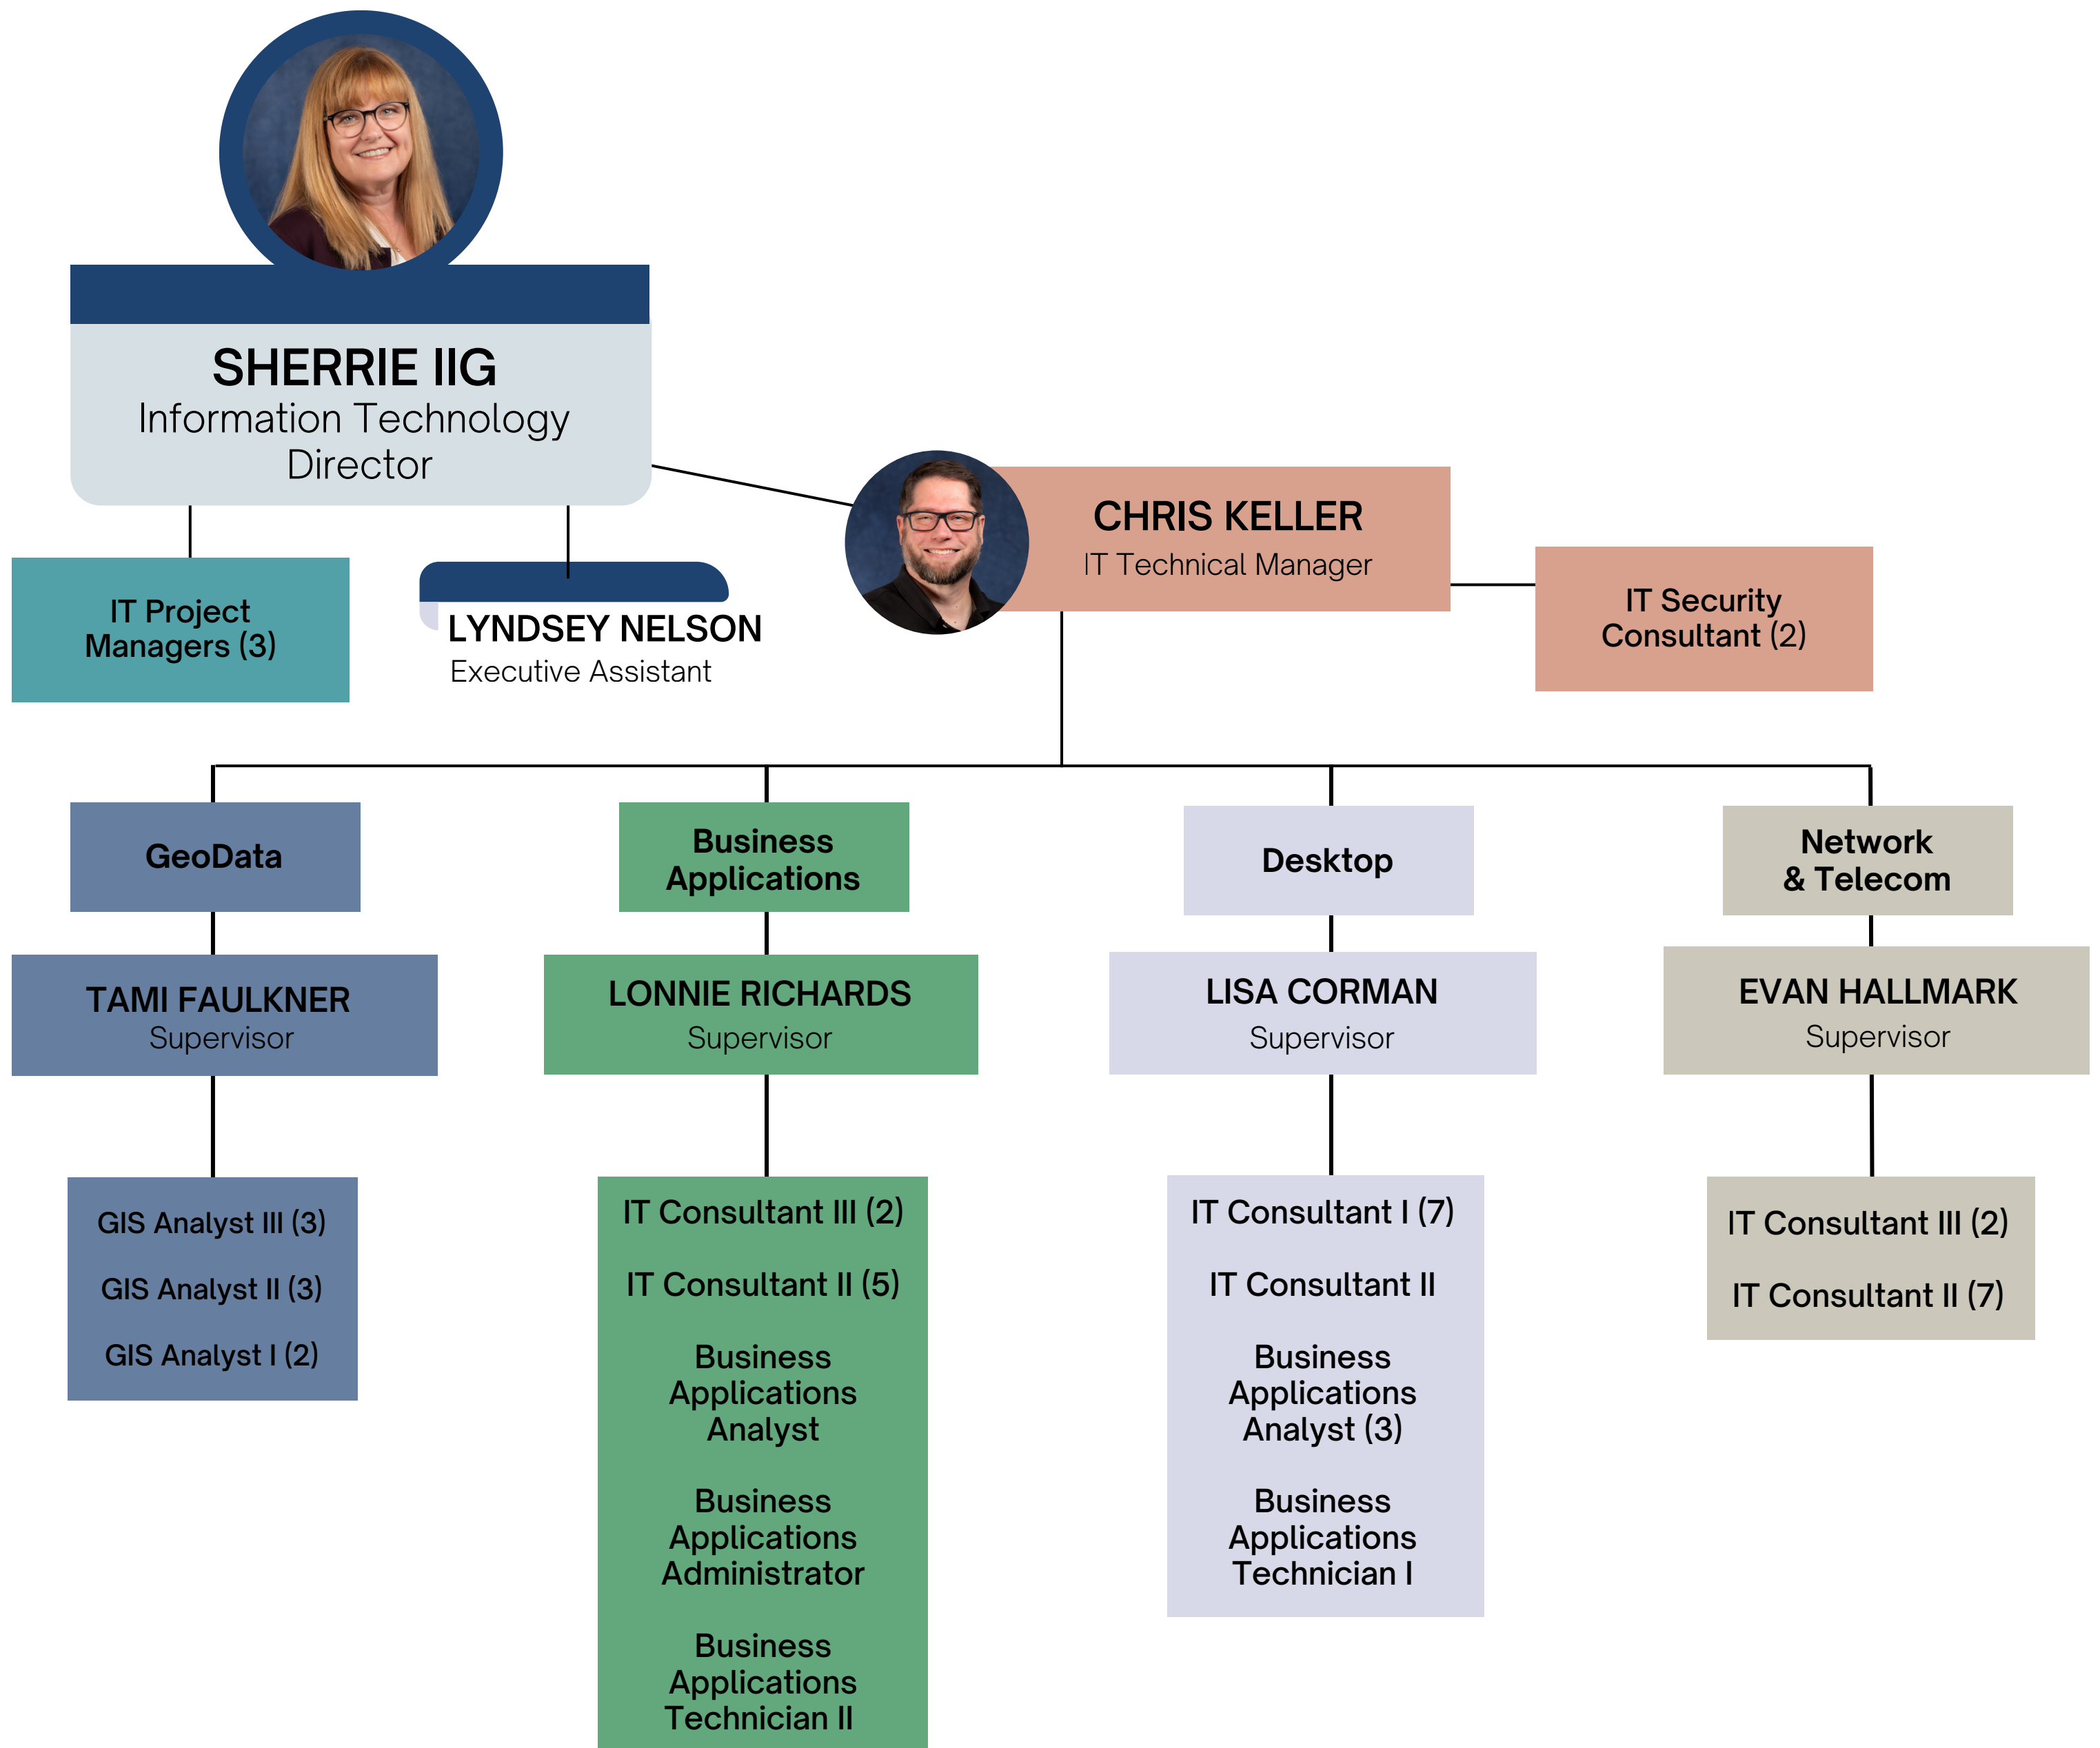 SHERRIE IIG
Information Technology
Director
CHRIS KELLER
IT Technical Manager
IT Project
Managers (3)
LYNDSEY NELSON
Executive Assistant
IT Security
Consultant (2)
GeoData
Business
Applications
Desktop
Network
& Telecom
TAMI FAULKNER
Supervisor
LONNIE RICHARDS
Supervisor
LISA CORMAN
Supervisor
EVAN HALLMARK
Supervisor
GIS Analyst III (3)
GIS Analyst II (3)
GIS Analyst I (2)
IT Consultant III (2)
IT Consultant II (5)
Business
Applications
Analyst
Business
Applications
Administrator
Business
Applications
Technician II
IT Consultant I (7)
IT Consultant II
Business
Applications
Analyst (3)
Business
Applications
Technician I
IT Consultant III (2)
IT Consultant II (7)